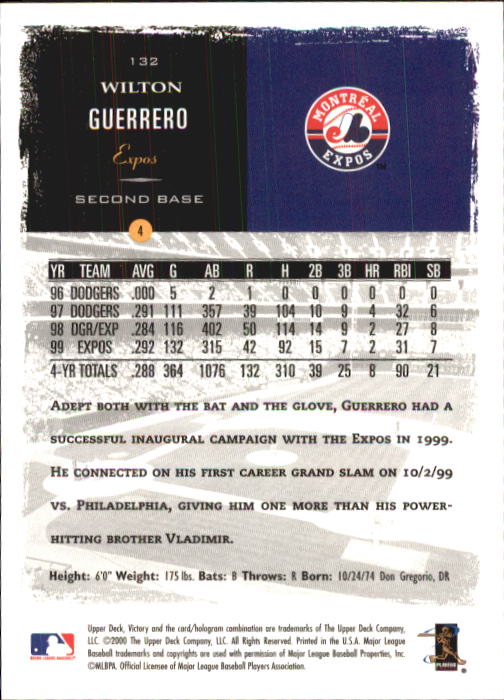 132
WILTON
GUERRERO
Expos
SECOND BASE
MONTRÉAL
EXPOS
TM
4
YR TEAM AVG G AB R H 2B 3B HR RBI SB
96 DODGERS .000 5 2 1 0 0 0 0 0 0
97 DODGERS .291 111 357 39 104 10 9 4 32 6
98 DGR/EXP .284 116 402 50 114 14 9 2 27 8
99 EXPOS .292 132 315 42 92 15 7 2 31 7
4-YR TOTALS .288 364 1076 132 310 39 25 8 90 21
ADEPT BOTH WITH THE BAT AND THE GLOVE, GUERRERO HAD A
SUCCESSFUL INAUGURAL CAMPAIGN WITH THE EXPOS IN 1999.
HE CONNECTED ON HIS FIRST CAREER GRAND SLAM ON 10/2/99
VS. PHILADELPHIA, GIVING HIM ONE MORE THAN HIS POWER-
HITTING BROTHER VLADIMIR.
Height: 6'0" Weight: 175 lbs. Bats: B Throws: R Born: 10/24/74 Don Gregorio, DR
Upper Deck, Victory and the card/hologram combination are trademarks of The Upper Deck Company,
LLC. ©2000 The Upper Deck Company, LLC. All Rights Reserved. Printed in the U.S.A. Major League
Baseball trademarks and copyrights are used with permission of Major League Baseball Properties, Inc.
©MLBPA. Official Licensee of Major League Baseball Players Association.
PLAYERS